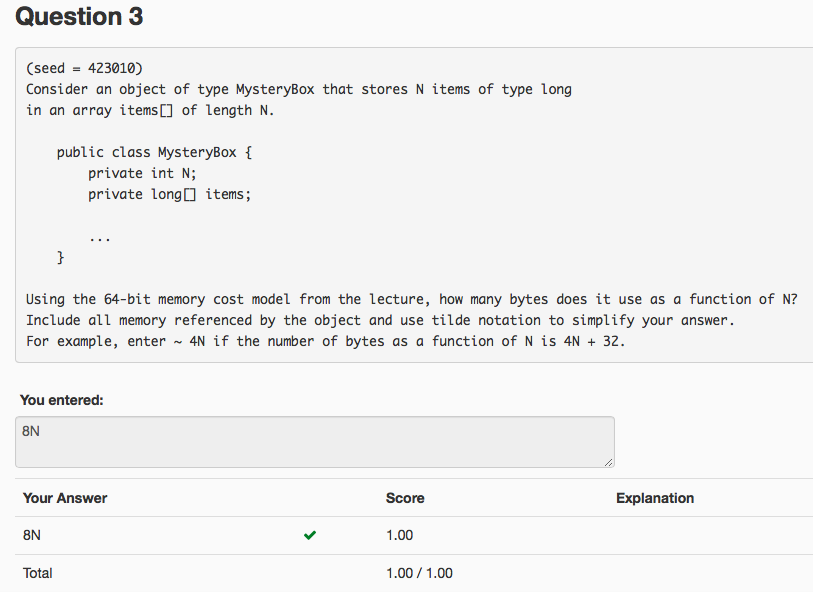 Question 3
(seed = 423010)
Consider an object of type MysteryBox that stores N items of type long
in an array items[] of length N.
public class MysteryBox {
private int N;
private long[] items;
...
}
Using the 64-bit memory cost model from the lecture, how many bytes does it use as a function of N?
Include all memory referenced by the object and use tilde notation to simplify your answer.
For example, enter ~ 4N if the number of bytes as a function of N is 4N + 32.
You entered:
8N
Your Answer Score Explanation
8N ✔ 1.00
Total 1.00 / 1.00